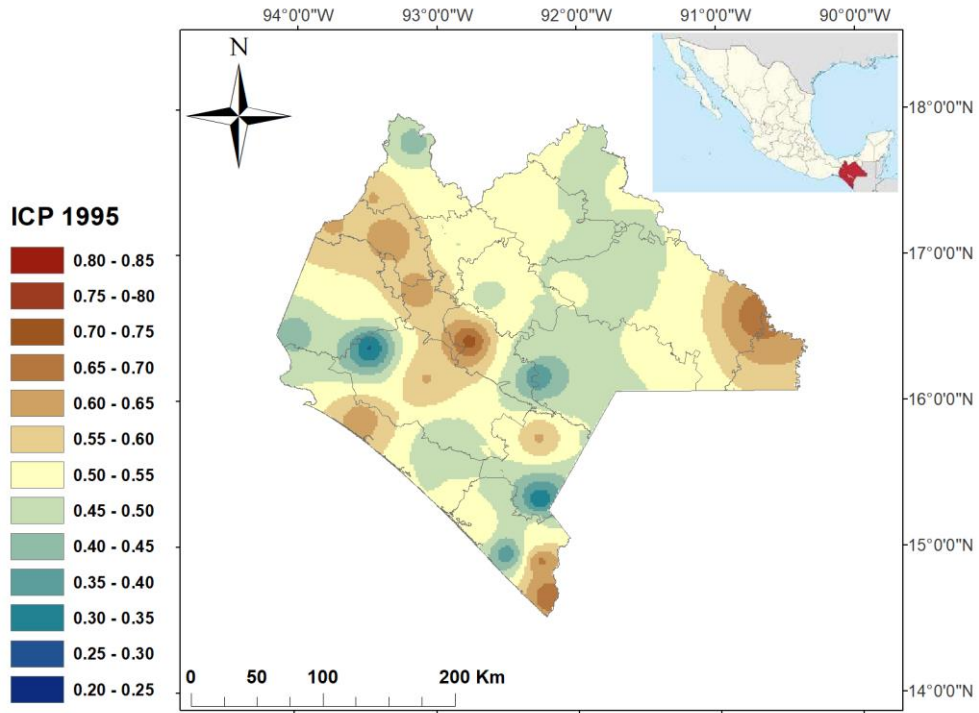 94°0'0"W 93°0'0"W 92°0'0"W 91°0'0"W 90°0'0"W
N
18°0'0"N
17°0'0"N
16°0'0"N
15°0'0"N
14°0'0"N
ICP 1995
0.80 - 0.85
0.75 - 0-80
0.70 - 0.75
0.65 - 0.70
0.60 - 0.65
0.55 - 0.60
0.50 - 0.55
0.45 - 0.50
0.40 - 0.45
0.35 - 0.40
0.30 - 0.35
0.25 - 0.30
0.20 - 0.25
0 50 100 200 Km